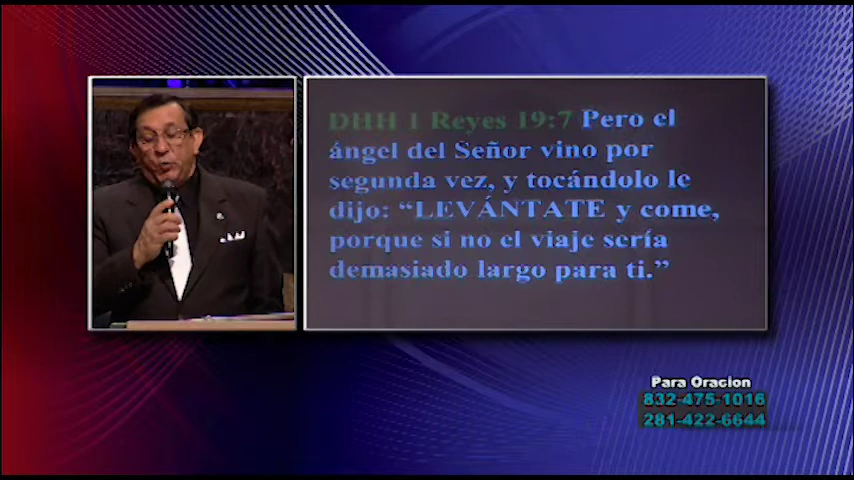 DHH 1 Reyes 19:7 Pero el
ángel del Señor vino por
segunda vez, y tocándolo le
dijo: “LEVÁNTATE y come,
porque si no el viaje sería
demasiado largo para ti.”
Para Oracion
832-475-1016
281-422-6644